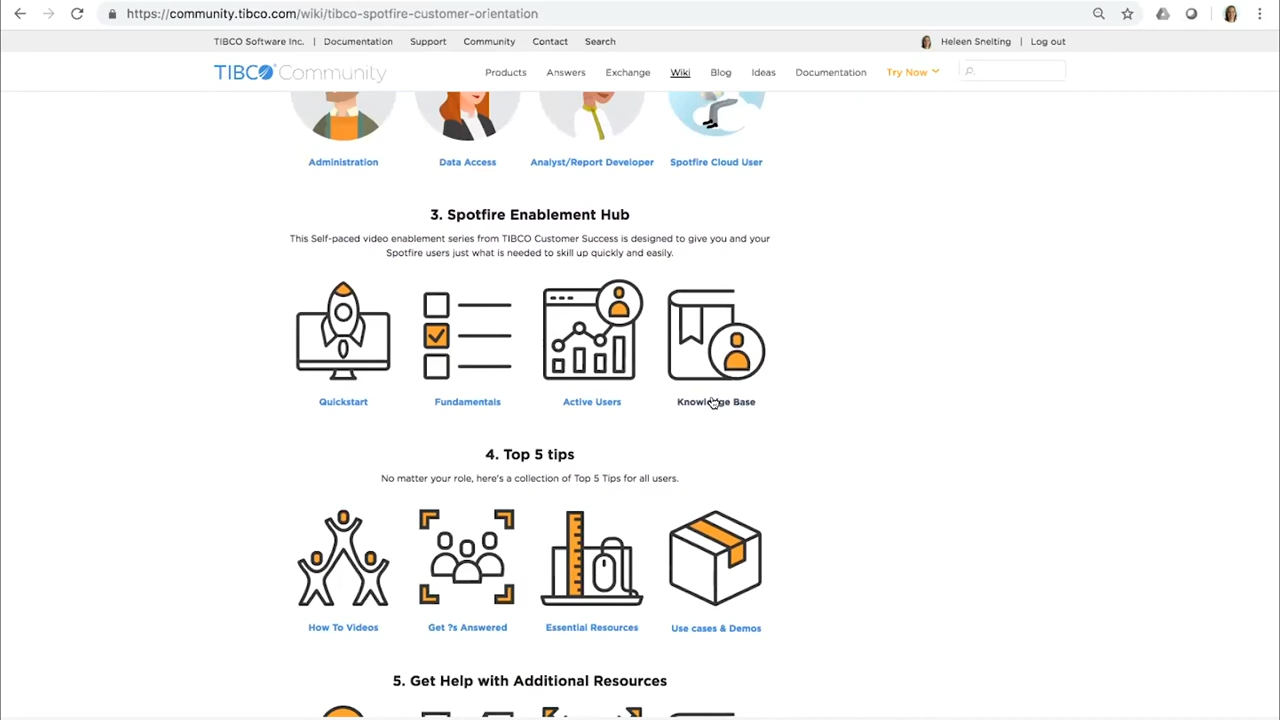 https://community.tibco.com/wiki/tibco-spotfire-customer-orientation
TIBCO Software Inc. | Documentation Support Community Contact Search
Heleen Snelting | Log out
TIBCO® Community
Products Answers Exchange Wiki Blog Ideas Documentation Try Now
Administration Data Access Analyst/Report Developer Spotfire Cloud User
3. Spotfire Enablement Hub
This Self-paced video enablement series from TIBCO Customer Success is designed to give you and your
Spotfire users just what is needed to skill up quickly and easily.
Quickstart Fundamentals Active Users Knowledge Base
4. Top 5 tips
No matter your role, here's a collection of Top 5 Tips for all users.
How To Videos Get ?s Answered Essential Resources Use cases & Demos
5. Get Help with Additional Resources